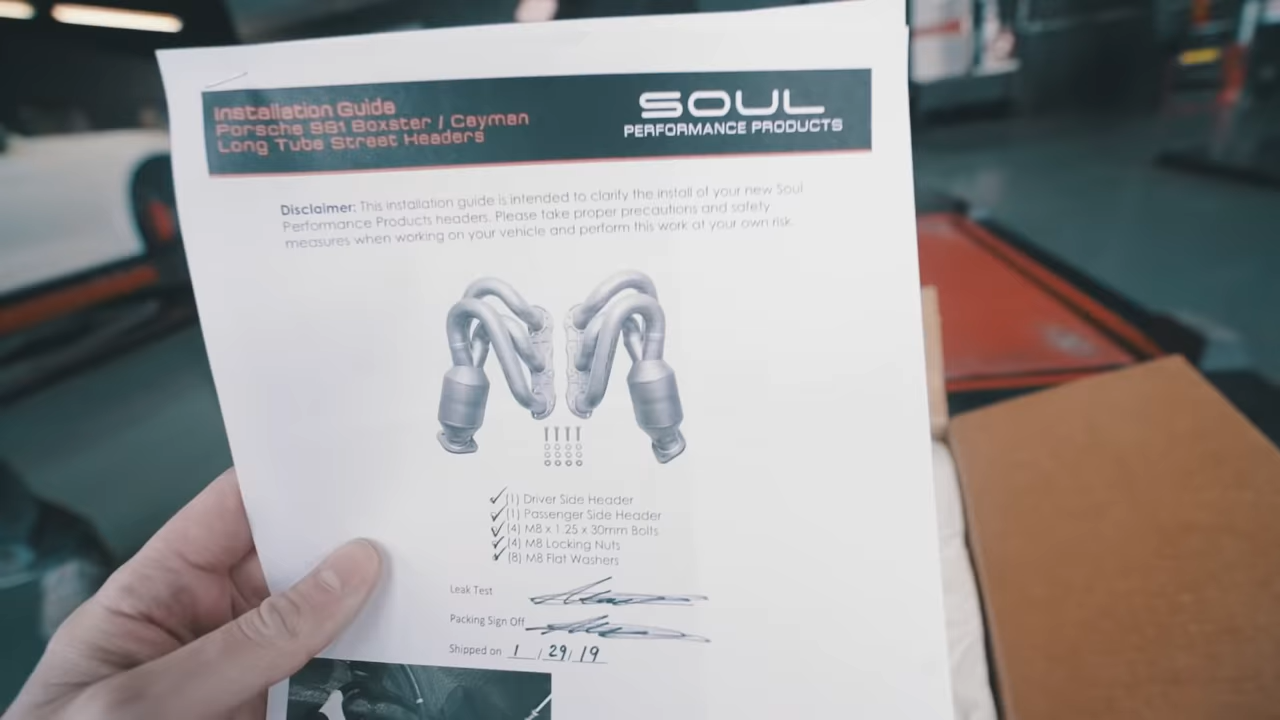 Installation Guide
Porsche 981 Boxster / Cayman
Long Tube Street Headers
SOUL
PERFORMANCE PRODUCTS
Disclaimer: This installation guide is intended to clarify the install of your new Soul
Performance Products headers. Please take proper precautions and safety
measures when working on your vehicle and perform this work at your own risk.
(1) Driver Side Header
(1) Passenger Side Header
(4) M8 x 1.25 x 30mm Bolts
(4) M8 Locking Nuts
(8) M8 Flat Washers
Leak Test
Packing Sign Off
Shipped on 1 / 29 / 19